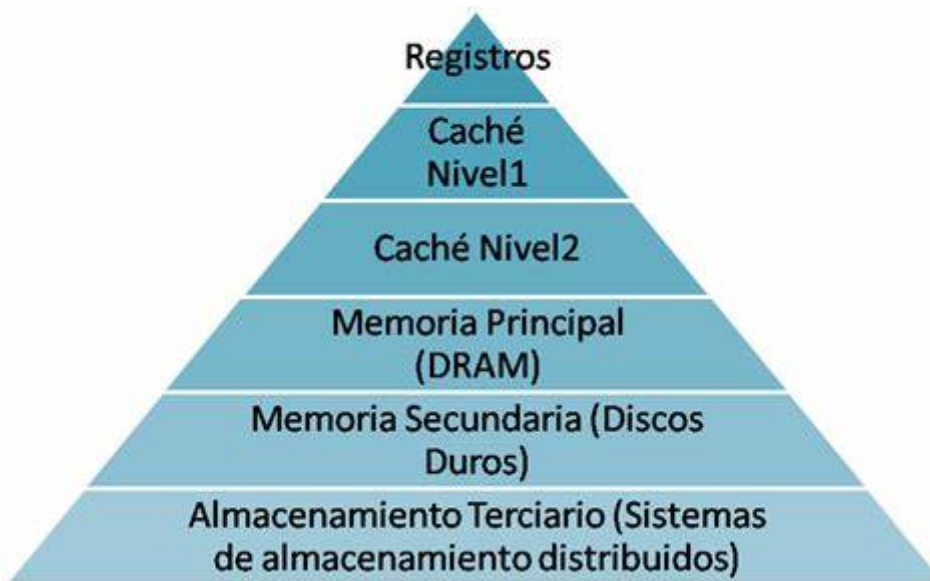 Registros
Caché
Nivel1
Caché Nivel2
Memoria Principal
(DRAM)
Memoria Secundaria (Discos
Duros)
Almacenamiento Terciario (Sistemas
de almacenamiento distribuidos)